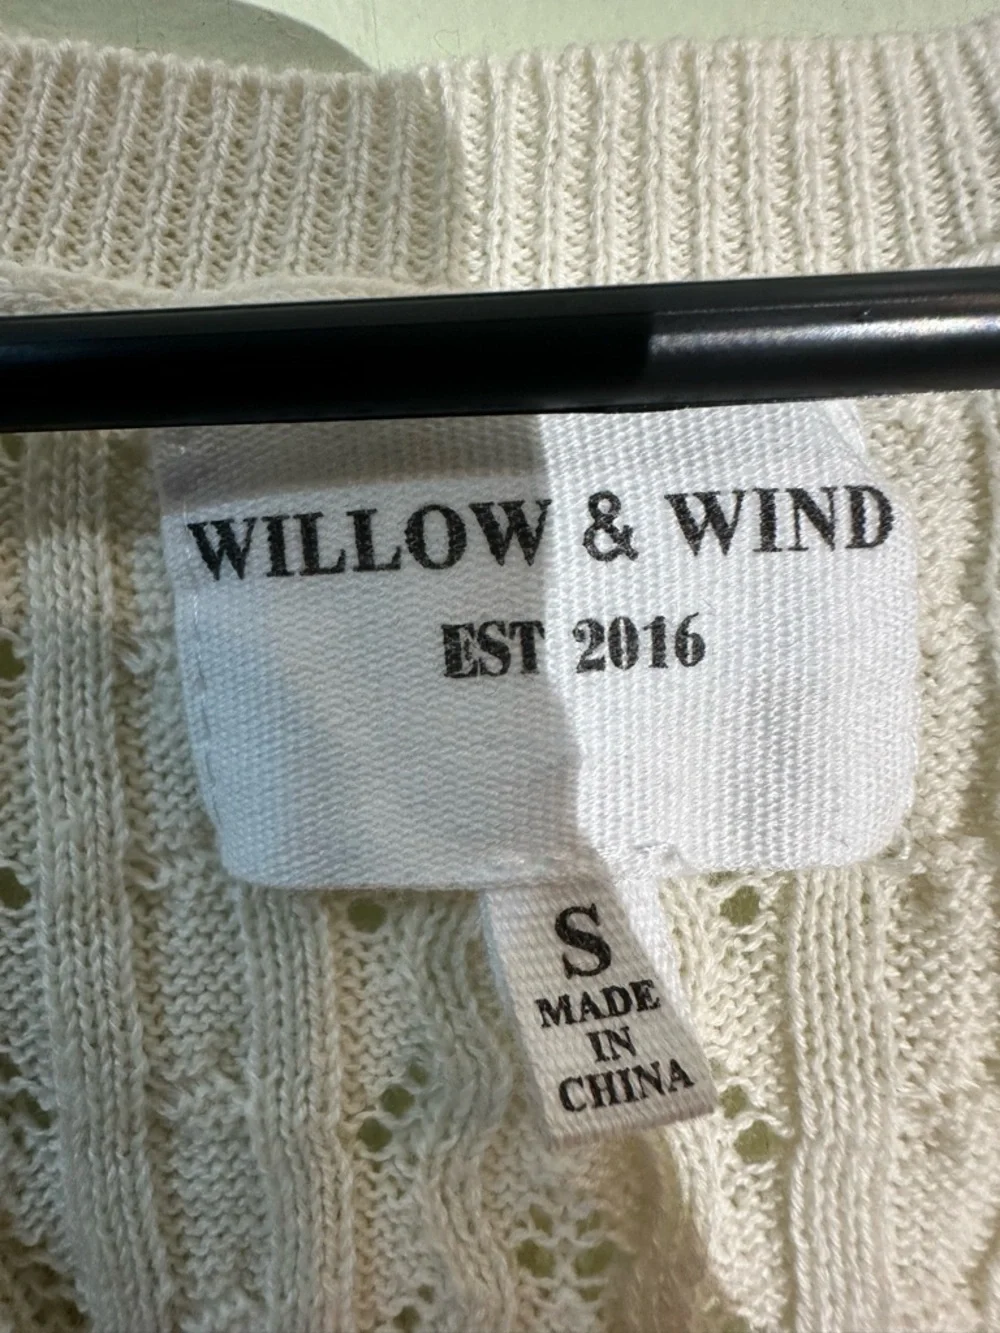 WILLOW & WIND
EST 2016
S
MADE
IN
CHINA